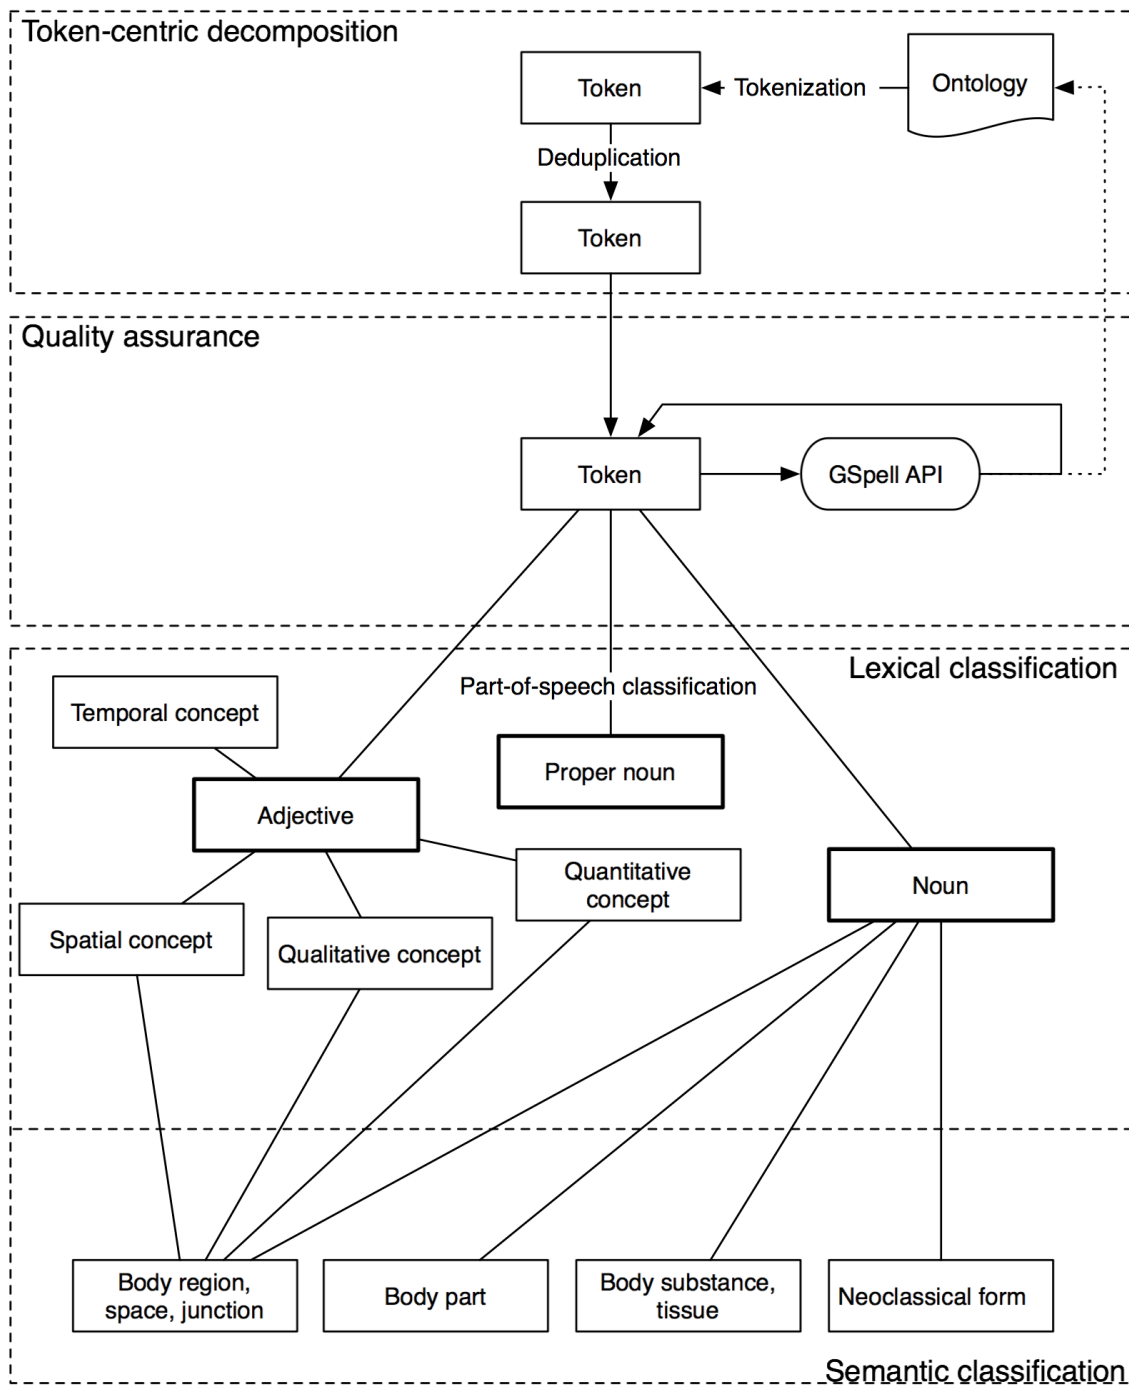 Token-centric decomposition
Token
Tokenization
Ontology
Deduplication
Token
Quality assurance
Token
GSpell API
Lexical classification
Part-of-speech classification
Temporal concept
Proper noun
Adjective
Quantitative
concept
Noun
Spatial concept
Qualitative concept
Body region,
space, junction
Body part
Body substance,
tissue
Neoclassical form
Semantic classification